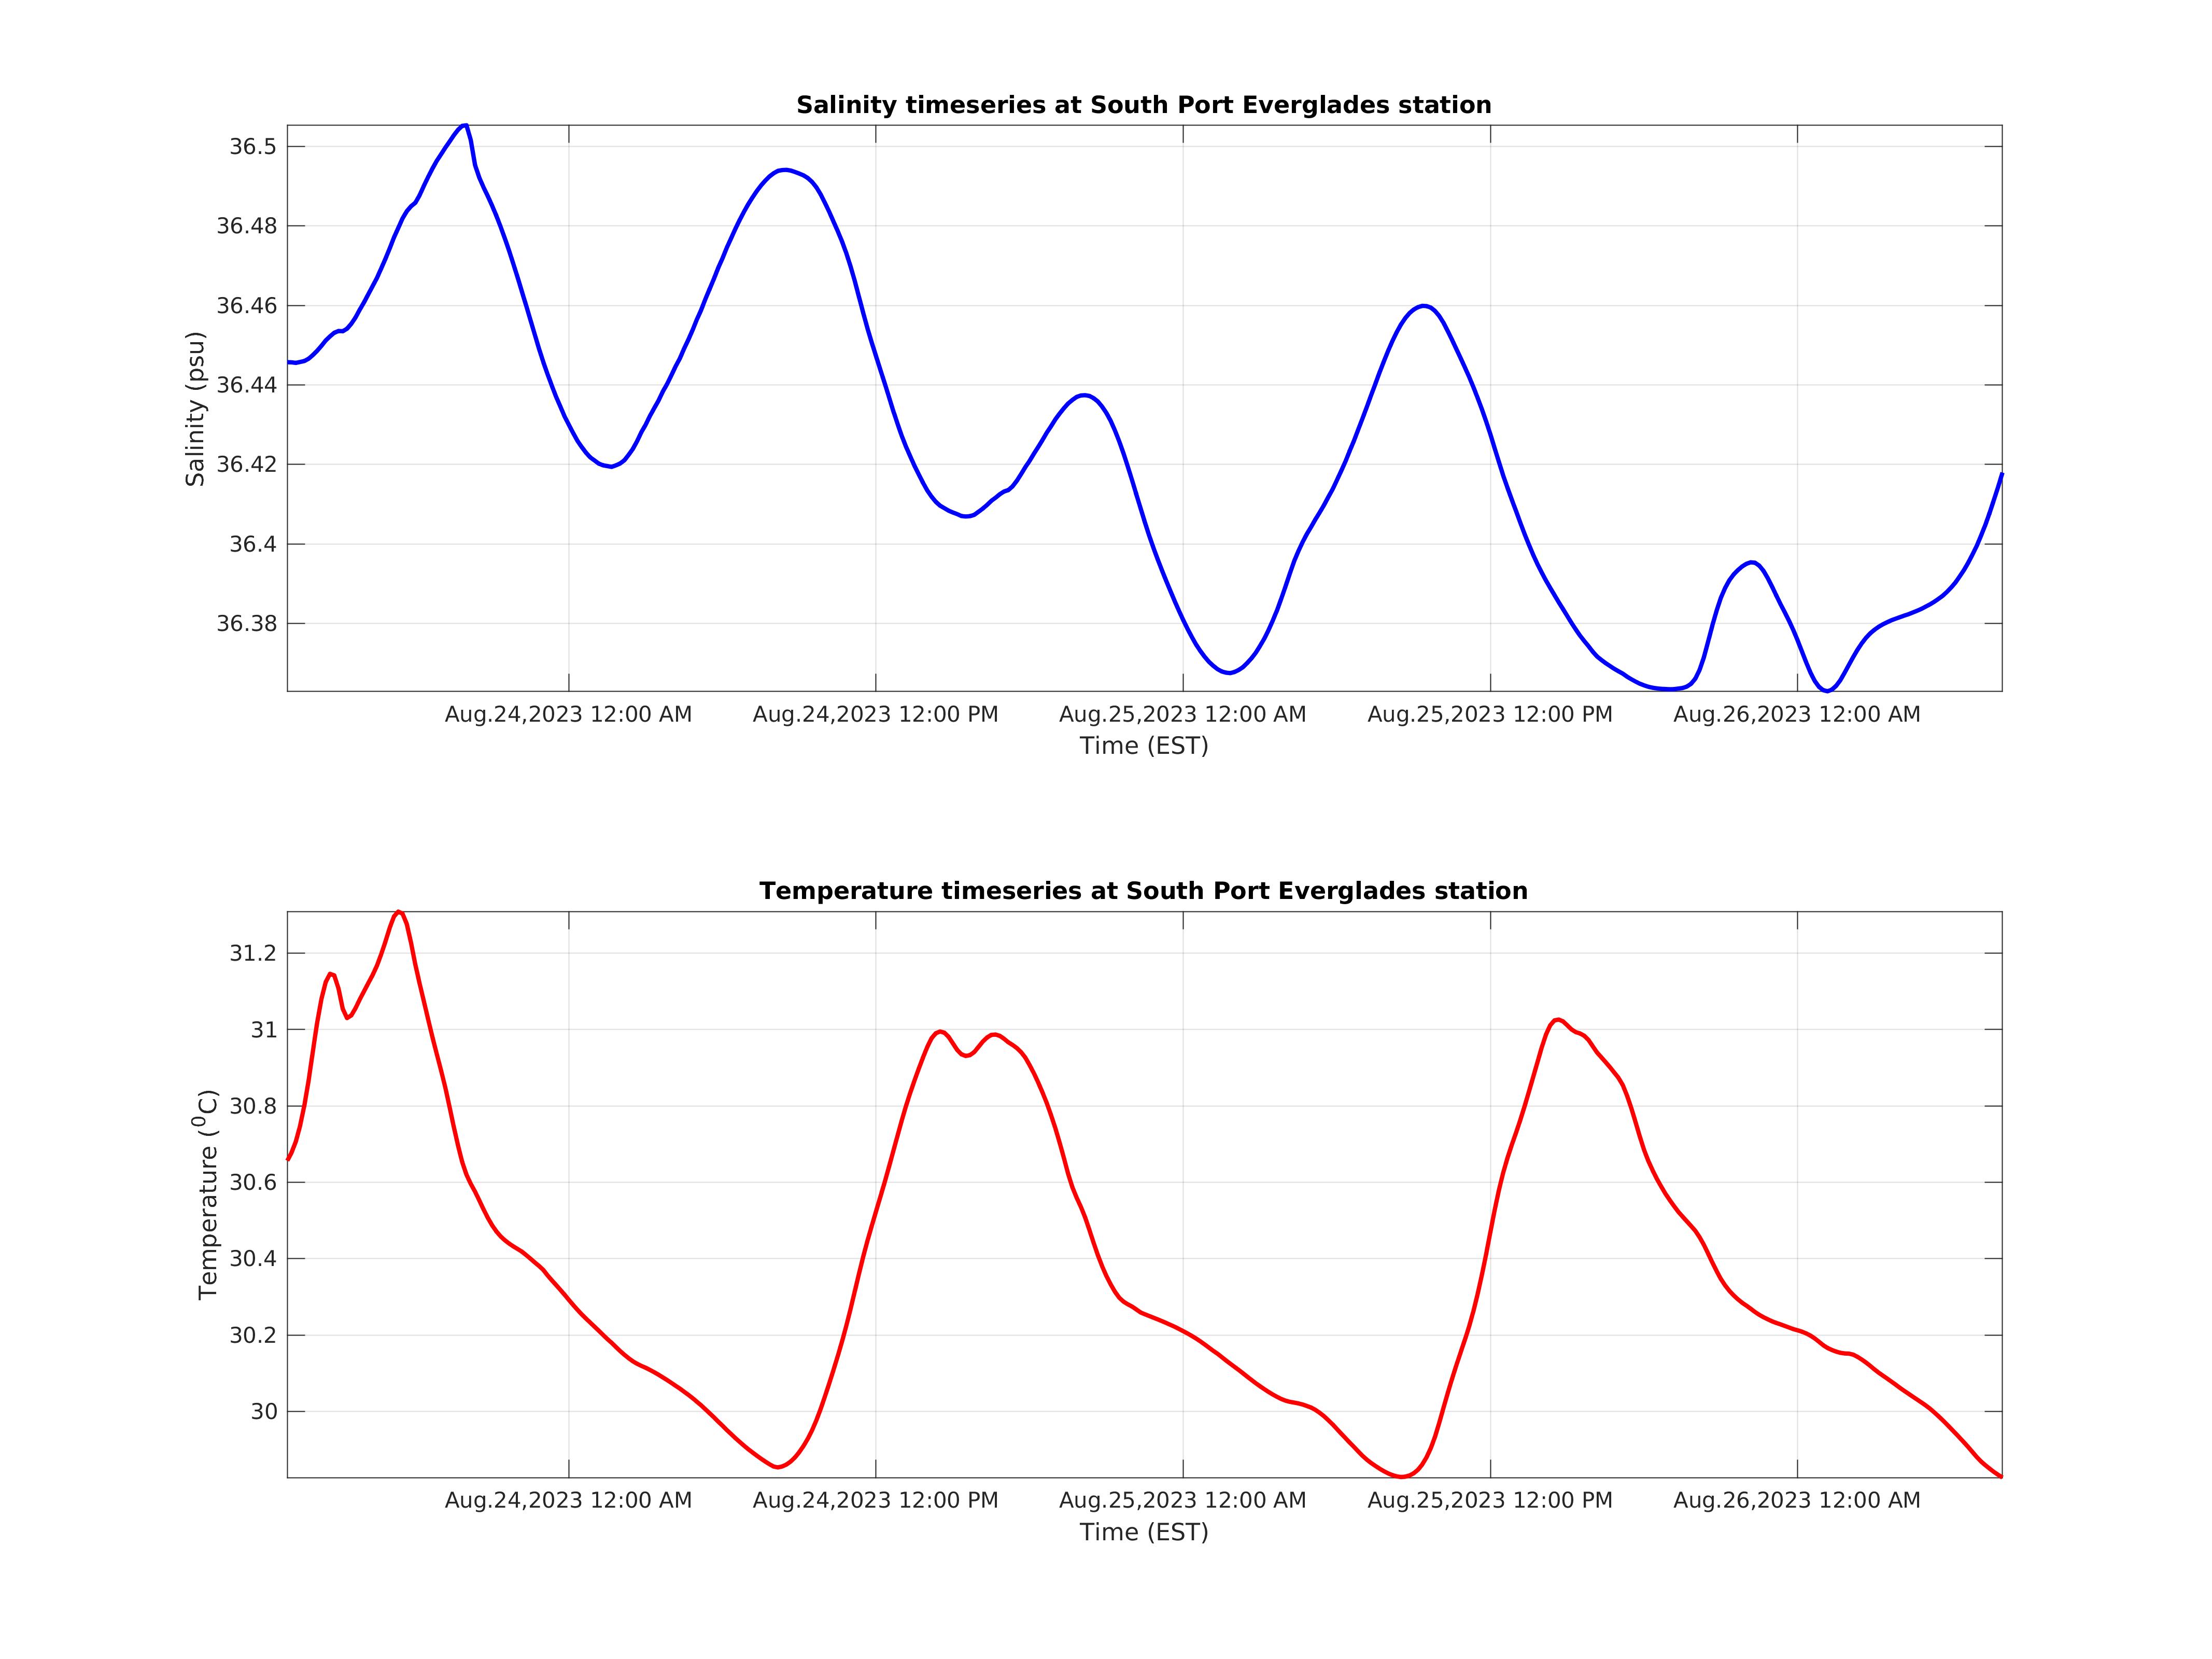 Salinity timeseries at South Port Everglades station
36.5
36.48
36.46
36.44
36.42
36.4
36.38
Salinity (psu)
Aug.24,2023 12:00 AM Aug.24,2023 12:00 PM Aug.25,2023 12:00 AM Aug.25,2023 12:00 PM Aug.26,2023 12:00 AM
Time (EST)
Temperature timeseries at South Port Everglades station
31.2
31
30.8
30.6
30.4
30.2
30
Temperature (⁰C)
Aug.24,2023 12:00 AM Aug.24,2023 12:00 PM Aug.25,2023 12:00 AM Aug.25,2023 12:00 PM Aug.26,2023 12:00 AM
Time (EST)